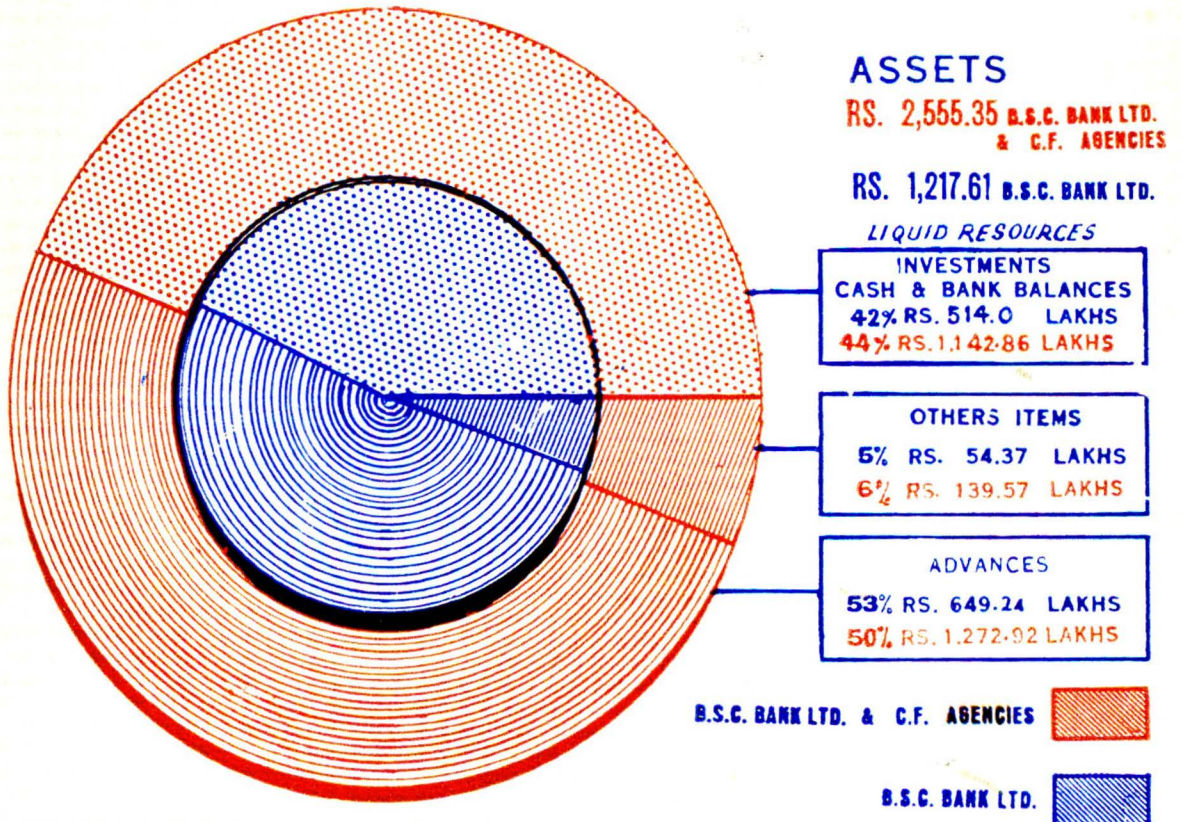 ASSETS
RS. 2,555.35 B.S.C. BANK LTD.
& C.F. AGENCIES
RS. 1,217.61 B.S.C. BANK LTD.
LIQUID RESOURCES
INVESTMENTS
CASH & BANK BALANCES
42% RS. 514.0 LAKHS
44% RS. 1,142.86 LAKHS
OTHERS ITEMS
5% RS. 54.37 LAKHS
6% RS. 139.57 LAKHS
ADVANCES
53% RS. 649.24 LAKHS
50% RS. 1,272.92 LAKHS
B.S.C. BANK LTD. & C.F. AGENCIES
B.S.C. BANK LTD.